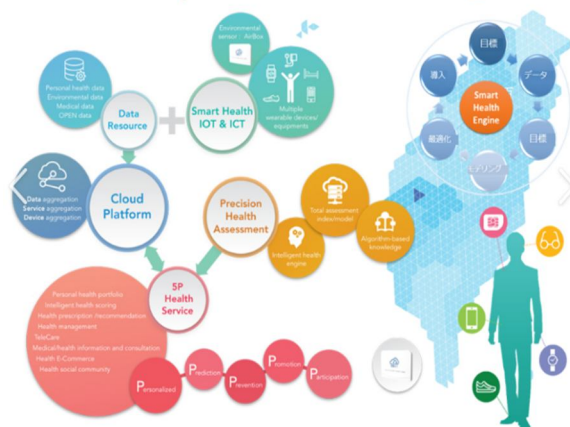 Environmental
sensor : AirBox
Personal health data
Environmental data
Medical data
OPEN data
Data
Resource
Smart Health
IOT & ICT
Multiple
wearable devices/
equipments
Data aggregation
Service aggregation
Device aggregation
Cloud
Platform
Precision
Health
Assessment
Total assessment
index/model
Intelligent health
engine
Algorithm-based
knowledge
5P
Health
Service
Personal health portfolio
Intelligent health scoring
Health prescription /recommendation
Health management
TeleCare
Medical/health information and consultation
Health E-Commerce
Health social community
Personalized
Prediction
Prevention
Promotion
Participation
目標
データ
目標
最適化
導入
Smart
Health
Engine